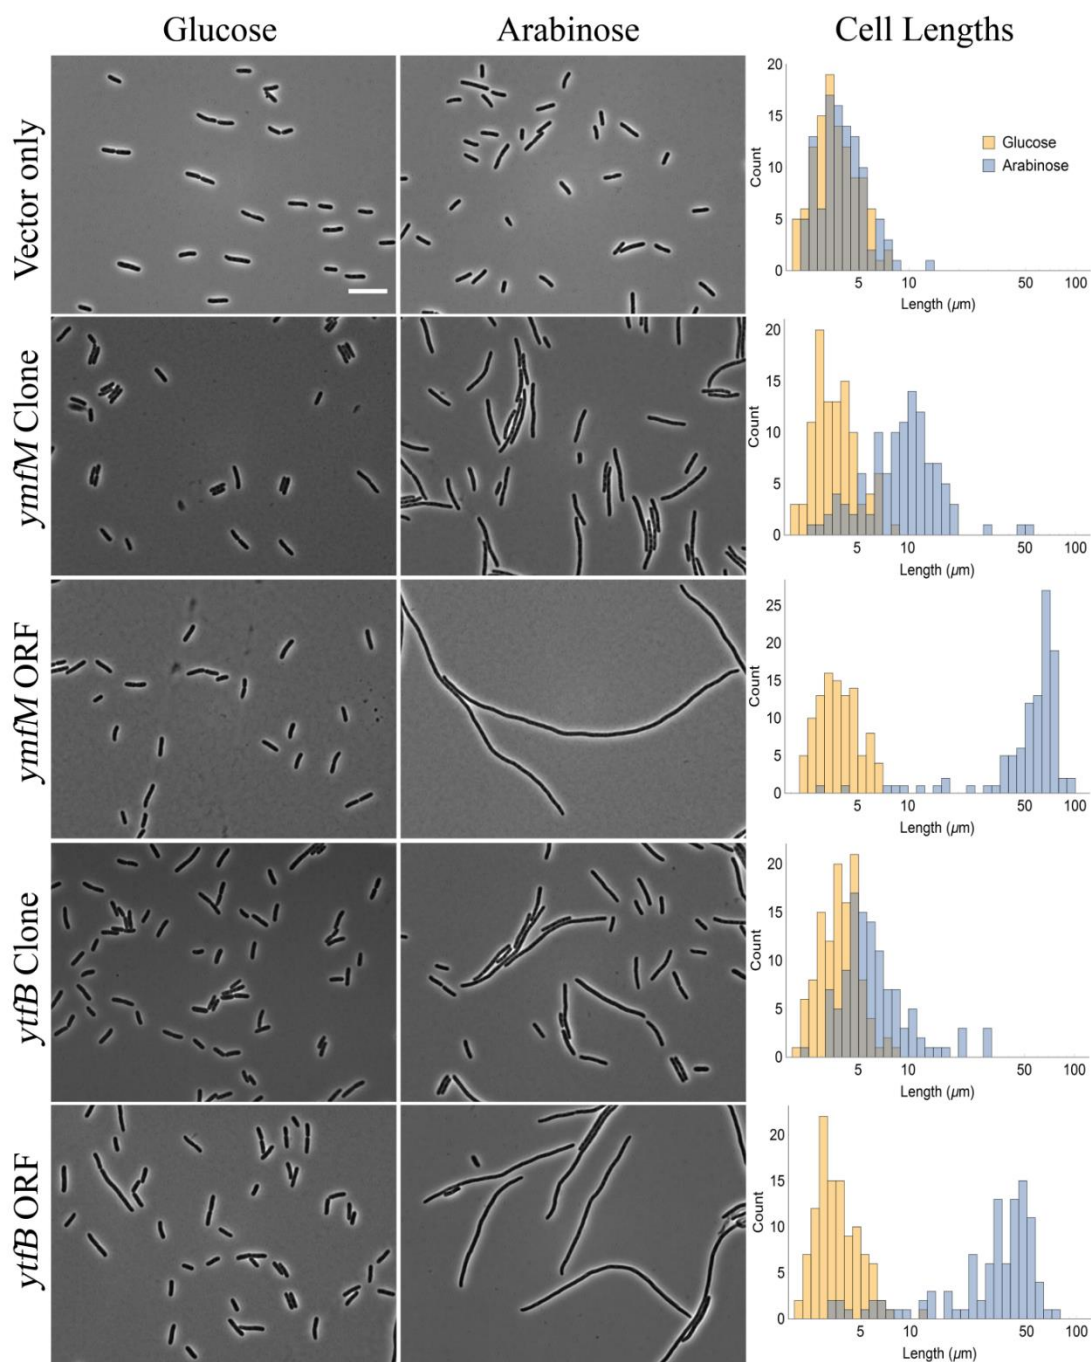 Glucose Arabinose Cell Lengths
Vector only
20
15
10
5
0
Count
Glucose
Arabinose
5 10 50 100
Length (µm)
ymfM Clone
20
15
10
5
0
Count
5 10 50 100
Length (µm)
ymfM ORF
25
20
15
10
5
0
Count
5 10 50 100
Length (µm)
ytfB Clone
20
15
10
5
0
Count
5 10 50 100
Length (µm)
ytfB ORF
20
15
10
5
0
Count
5 10 50 100
Length (µm)